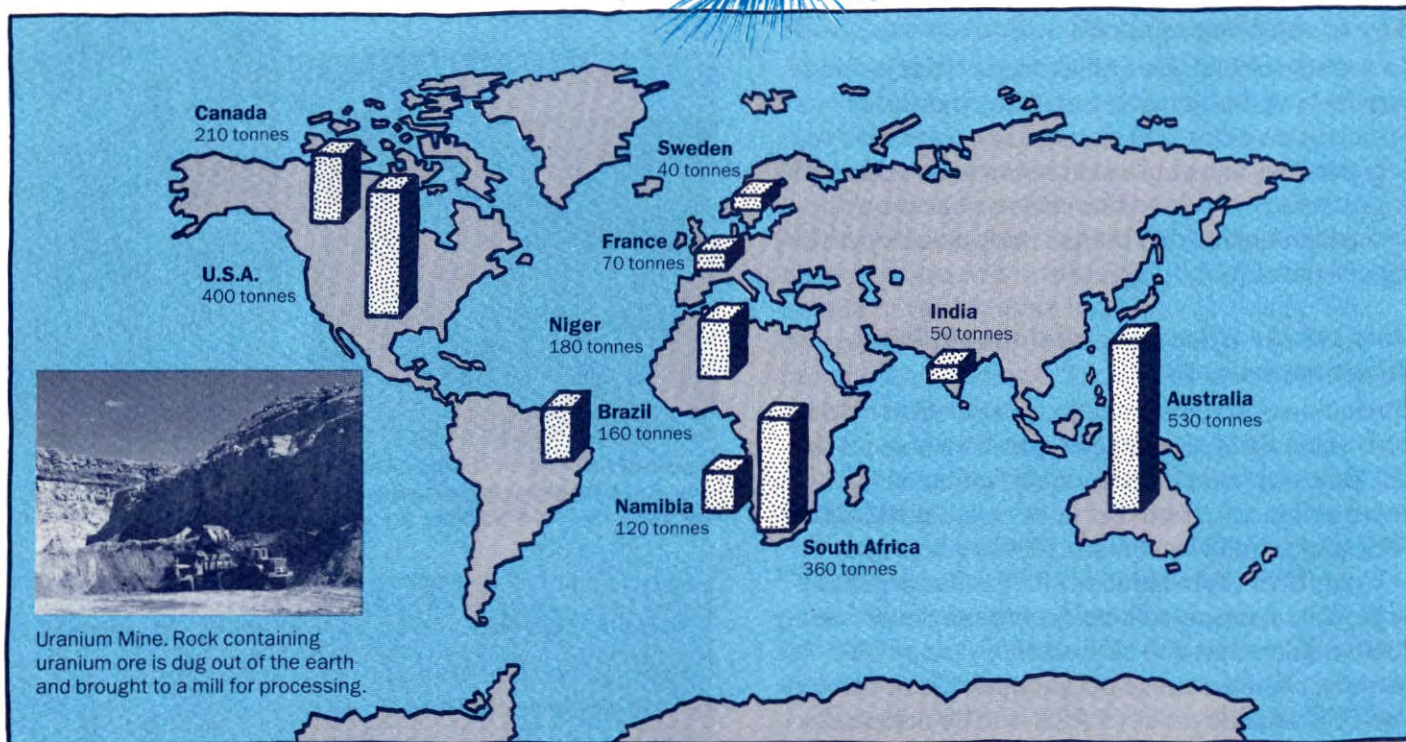 Canada
210 tonnes
Sweden
40 tonnes
France
70 tonnes
U.S.A.
400 tonnes
India
50 tonnes
Niger
180 tonnes
Australia
530 tonnes
Brazil
160 tonnes
Namibia
120 tonnes
South Africa
360 tonnes
Uranium Mine. Rock containing
uranium ore is dug out of the earth
and brought to a mill for processing.